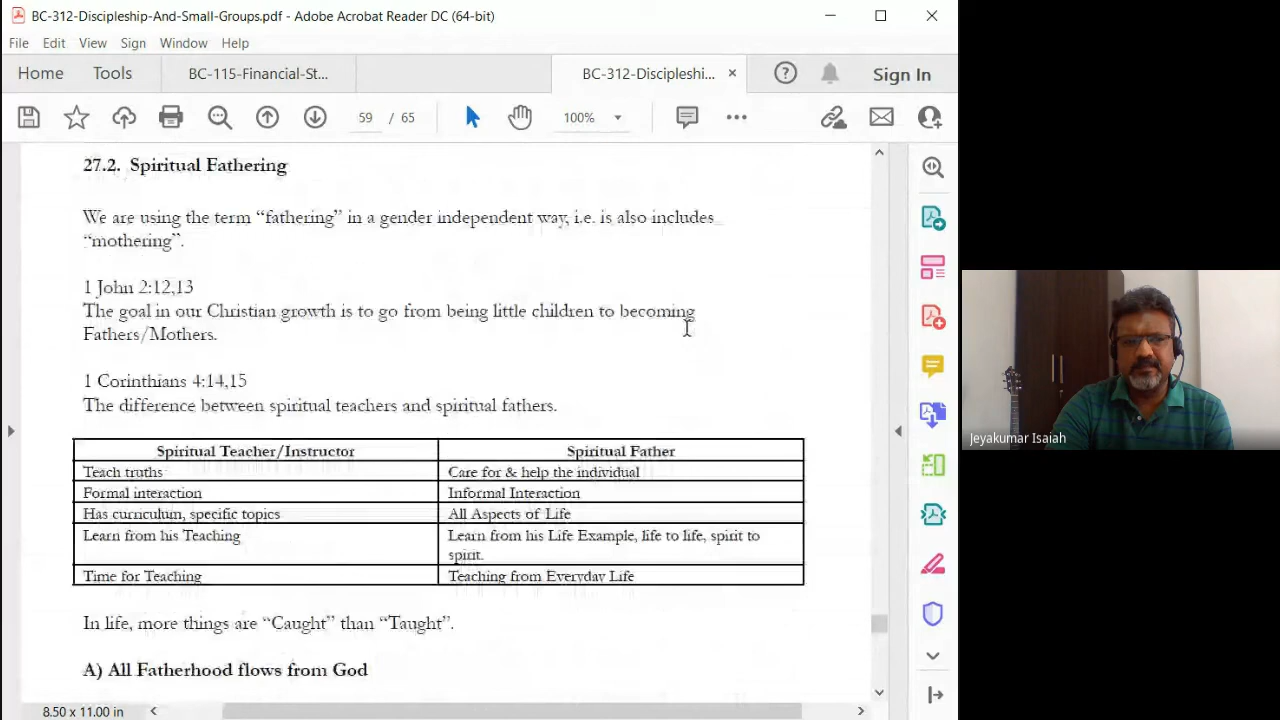 BC-312-Discipleship-And-Small-Groups.pdf - Adobe Acrobat Reader DC (64-bit)
File Edit View Sign Window Help
Home Tools BC-115-Financial-St... BC-312-Discipleshi... Sign In
59 / 65 100%
27.2. Spiritual Fathering
We are using the term “fathering” in a gender independent way, i.e. is also includes
“mothering”.
1 John 2:12,13
The goal in our Christian growth is to go from being little children to becoming
Fathers/Mothers.
1 Corinthians 4:14,15
The difference between spiritual teachers and spiritual fathers.
Spiritual Teacher/Instructor Spiritual Father
Teach truths Care for & help the individual
Formal interaction Informal Interaction
Has curriculum, specific topics All Aspects of Life
Learn from his Teaching Learn from his Life Example, life to life, spirit to
spirit.
Time for Teaching Teaching from Everyday Life
In life, more things are “Caught” than “Taught”.
A) All Fatherhood flows from God
8.50 x 11.00 in
Jeyakumar Isaiah